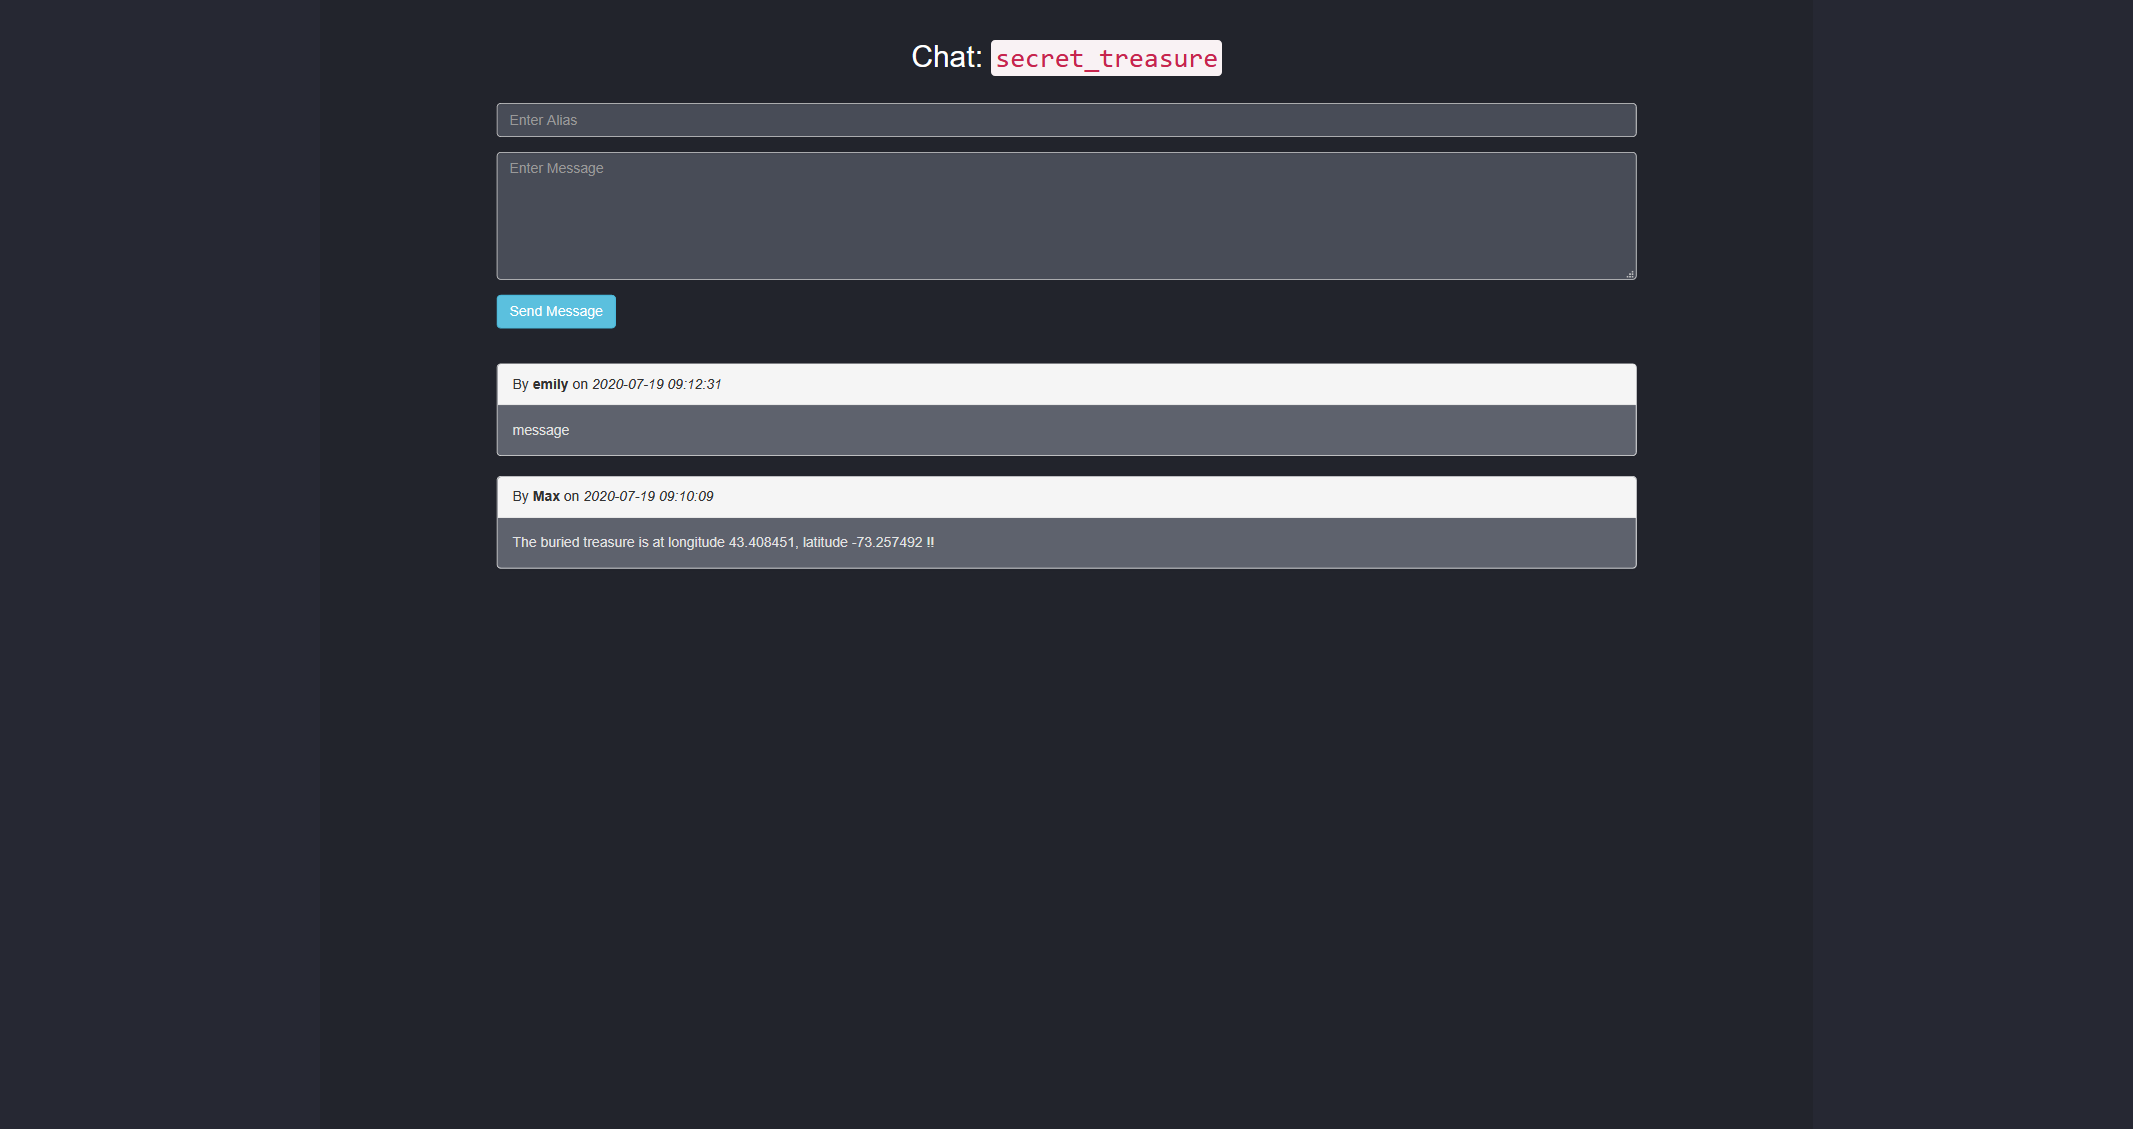 Chat: secret_treasure
Enter Alias
Enter Message
Send Message
By emily on 2020-07-19 09:12:31
message
By Max on 2020-07-19 09:10:09
The buried treasure is at longitude 43.408451, latitude -73.257492 !!